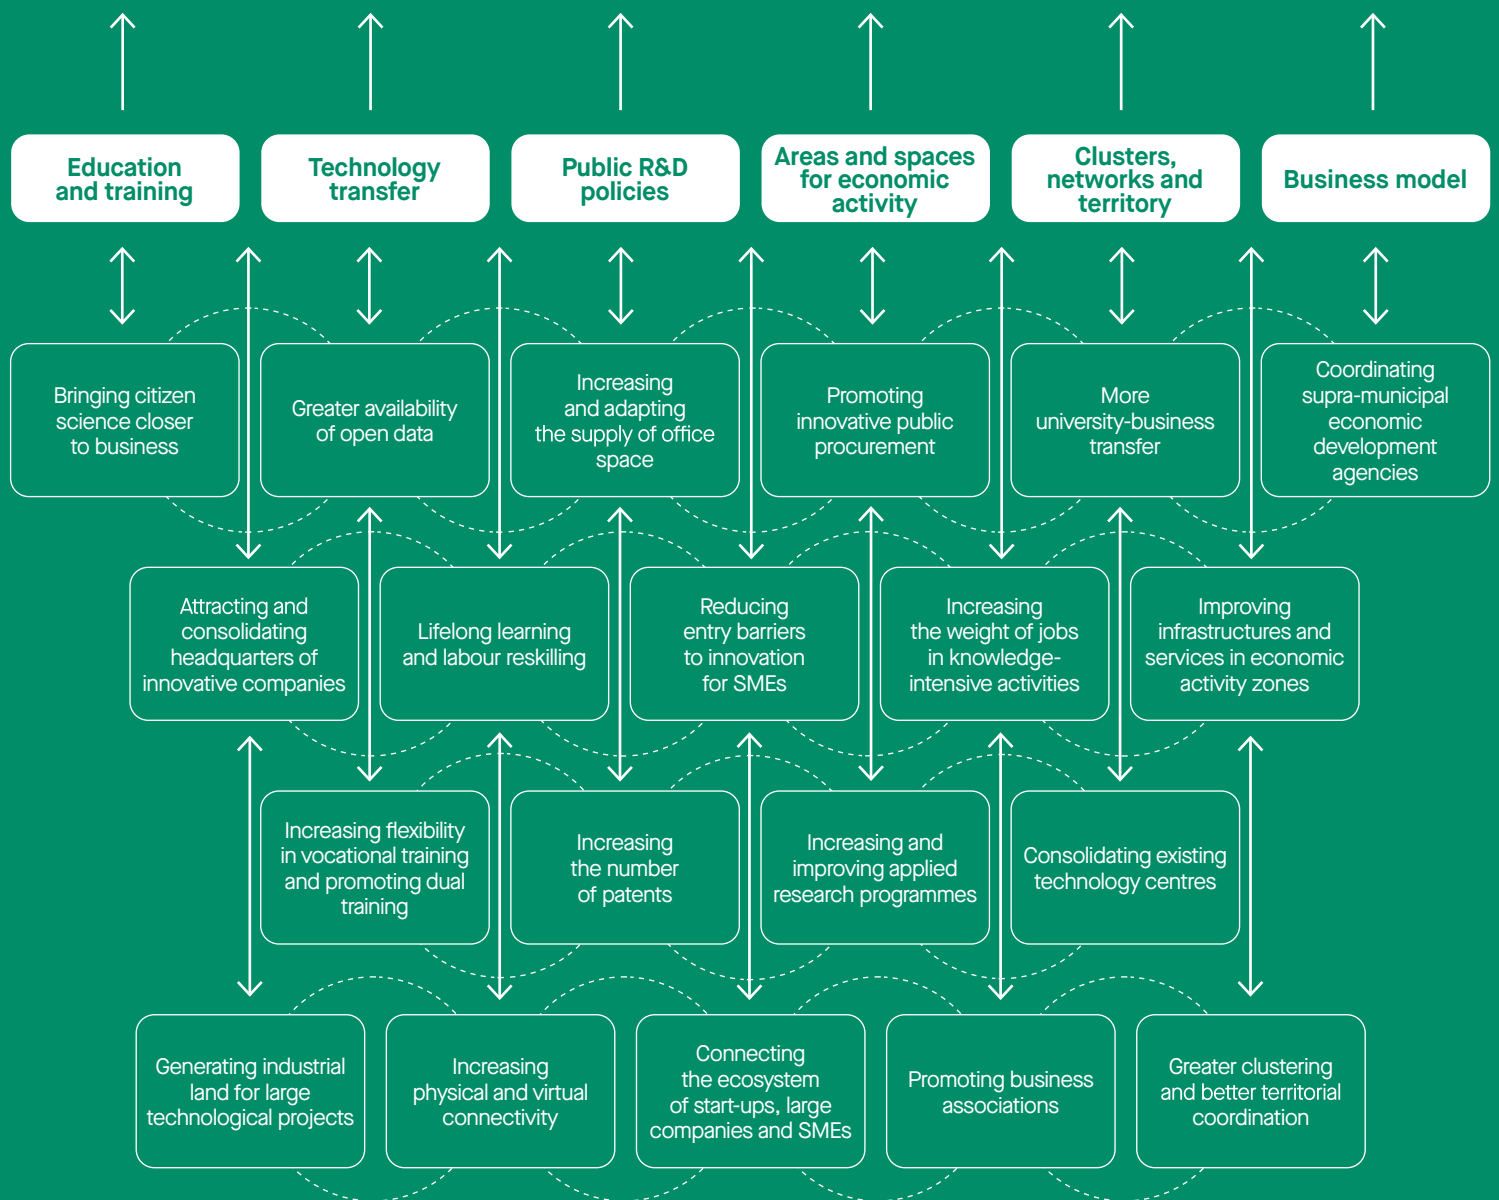 Education
and training
Technology
transfer
Public R&D
policies
Areas and spaces
for economic
activity
Clusters,
networks and
territory
Business model
Bringing citizen
science closer
to business
Greater availability
of open data
Increasing
and adapting
the supply of office
space
Promoting
innovative public
procurement
More
university-business
transfer
Coordinating
supra-municipal
economic
development
agencies
Attracting and
consolidating
headquarters of
innovative companies
Lifelong learning
and labour reskilling
Reducing
entry barriers
to innovation
for SMEs
Increasing
the weight of jobs
in knowledge-
intensive activities
Improving
infrastructures and
services in economic
activity zones
Increasing flexibility
in vocational training
and promoting dual
training
Increasing
the number
of patents
Increasing and
improving applied
research programmes
Consolidating existing
technology centres
Generating industrial
land for large
technological projects
Increasing
physical and virtual
connectivity
Connecting
the ecosystem
of start-ups, large
companies and SMEs
Promoting business
associations
Greater clustering
and better territorial
coordination